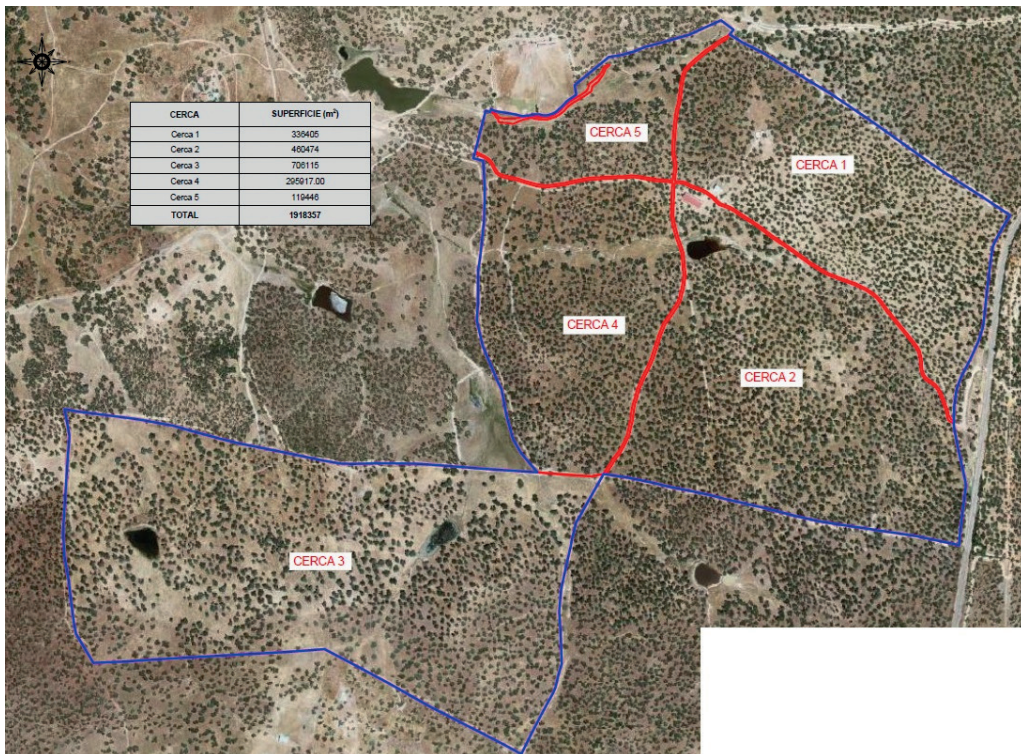 CERCA SUPERFICIE (m²)
Cerca 1 336405
Cerca 2 460474
Cerca 3 706115
Cerca 4 295917.00
Cerca 5 119446
TOTAL 1918357
CERCA 5
CERCA 1
CERCA 4
CERCA 2
CERCA 3